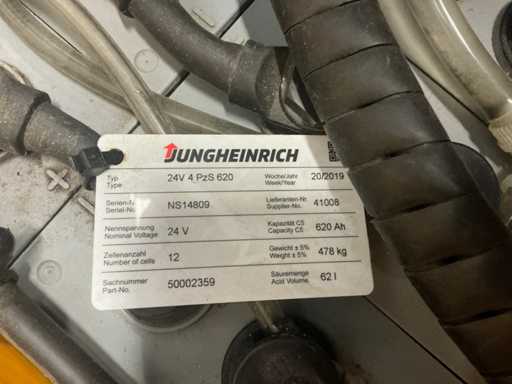 JUNGHEINRICH
Typ Type 24V 4 PzS 620 Woche/Jahr Week/Year 20/2019
Serien-Nr. Serial-No. NS14809 Lieferanten-Nr. Supplier-No. 41008
Nennspannung Nominal Voltage 24 V Kapazität C5 Capacity C5 620 Ah
Zellenanzahl Number of cells 12 Gewicht ± 5% Weight ± 5% 478 kg
Sachnummer Part-No. 50002359 Säuremenge Acid Volume 62 l